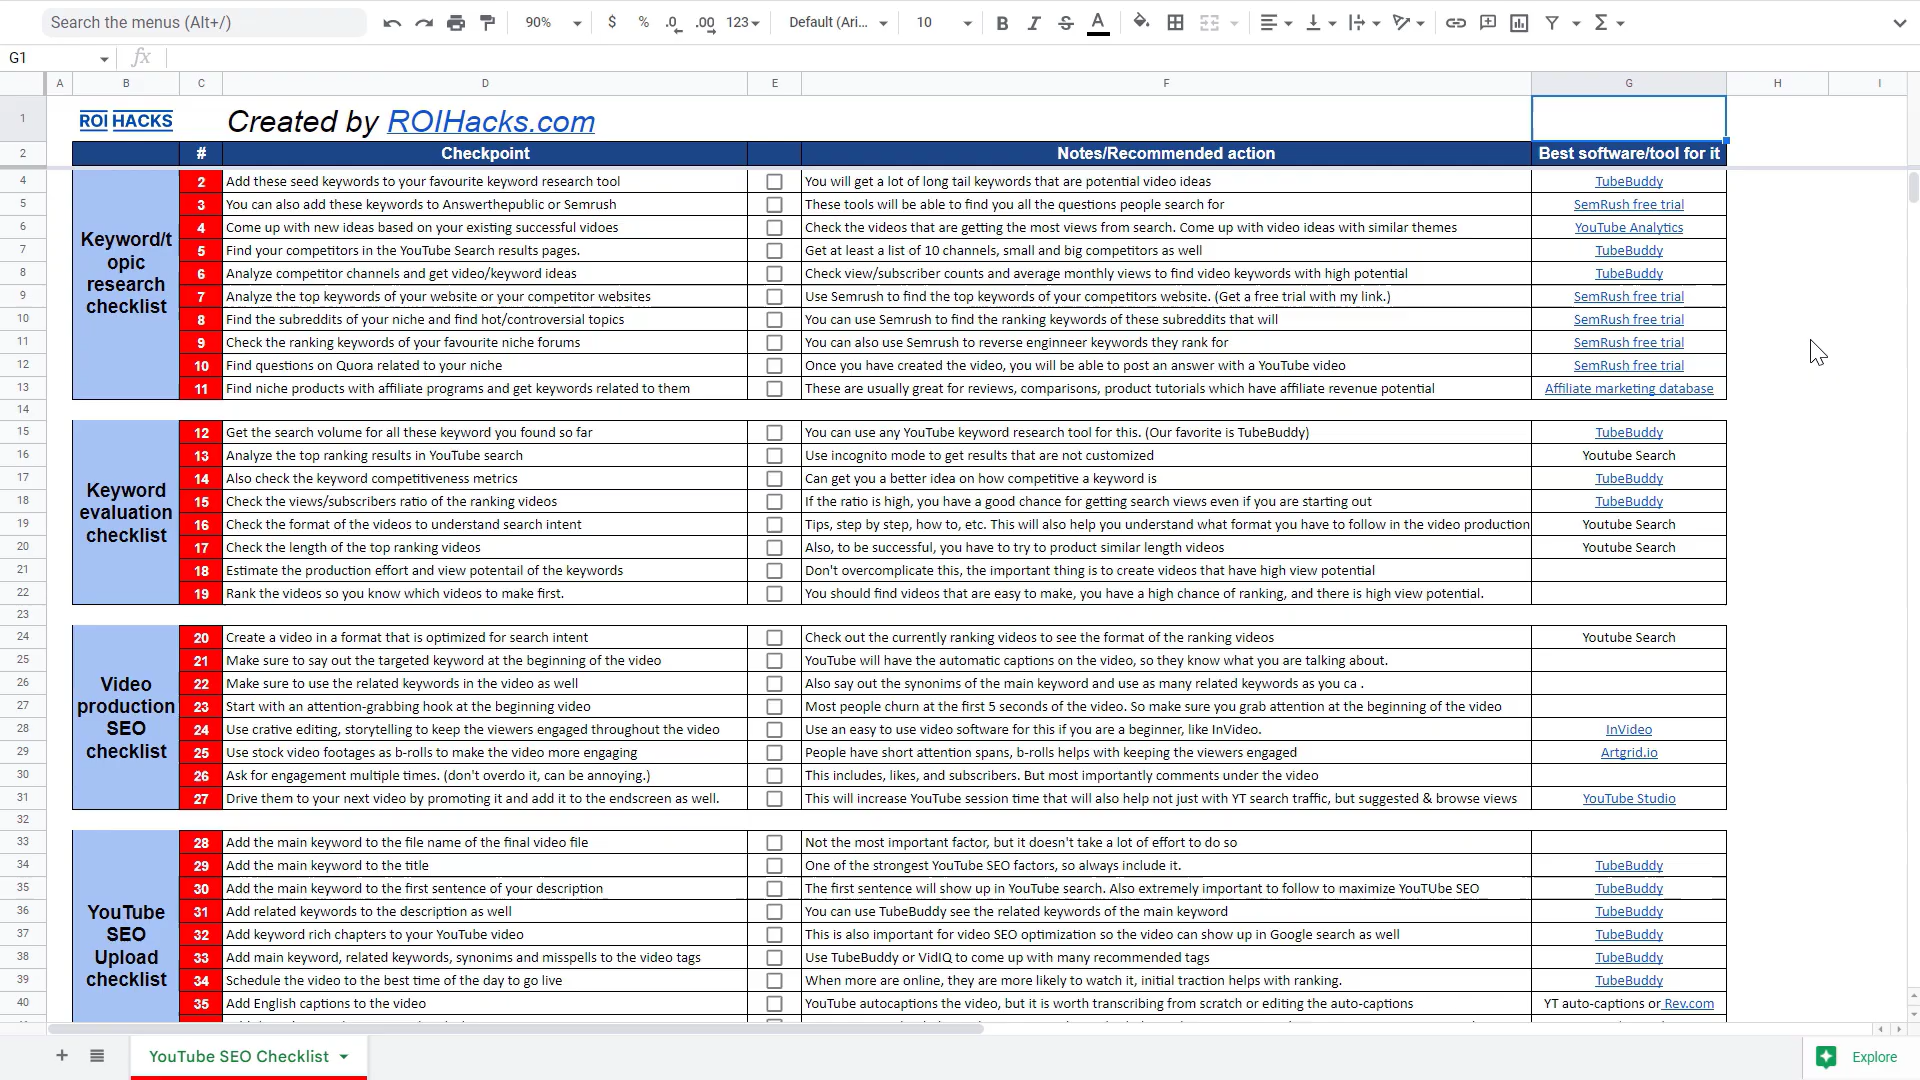 Search the menus (Alt+/)
90%
$
%
.0
.00
123
Default (Ari...
10
B
I
S
A
G1
fx
A B C D E F G H I
1 ROI HACKS Created by ROIHacks.com
2 # Checkpoint Notes/Recommended action Best software/tool for it
Keyword/t
opic
research
checklist
4 2 Add these seed keywords to your favourite keyword research tool You will get a lot of long tail keywords that are potential video ideas TubeBuddy
5 3 You can also add these keywords to Answerthepublic or Semrush These tools will be able to find you all the questions people search for SemRush free trial
6 4 Come up with new ideas based on your existing successful vidoes Check the videos that are getting the most views from search. Come up with video ideas with similar themes YouTube Analytics
7 5 Find your competitors in the YouTube Search results pages. Get at least a list of 10 channels, small and big competitors as well TubeBuddy
8 6 Analyze competitor channels and get video/keyword ideas Check view/subscriber counts and average monthly views to find video keywords with high potential TubeBuddy
9 7 Analyze the top keywords of your website or your competitor websites Use Semrush to find the top keywords of your competitors website. (Get a free trial with my link.) SemRush free trial
10 8 Find the subreddits of your niche and find hot/controversial topics You can use Semrush to find the ranking keywords of these subreddits that will SemRush free trial
11 9 Check the ranking keywords of your favourite niche forums You can also use Semrush to reverse enginneer keywords they rank for SemRush free trial
12 10 Find questions on Quora related to your niche Once you have created the video, you will be able to post an answer with a YouTube video SemRush free trial
13 11 Find niche products with affiliate programs and get keywords related to them These are usually great for reviews, comparisons, product tutorials which have affiliate revenue potential Affiliate marketing database
14
Keyword
evaluation
checklist
15 12 Get the search volume for all these keyword you found so far You can use any YouTube keyword research tool for this. (Our favorite is TubeBuddy) TubeBuddy
16 13 Analyze the top ranking results in YouTube search Use incognito mode to get results that are not customized Youtube Search
17 14 Also check the keyword competitiveness metrics Can get you a better idea on how competitive a keyword is TubeBuddy
18 15 Check the views/subscribers ratio of the ranking videos If the ratio is high, you have a good chance for getting search views even if you are starting out TubeBuddy
19 16 Check the format of the videos to understand search intent Tips, step by step, how to, etc. This will also help you understand what format you have to follow in the video production Youtube Search
20 17 Check the length of the top ranking videos Also, to be successful, you have to try to product similar length videos Youtube Search
21 18 Estimate the production effort and view potentail of the keywords Don't overcomplicate this, the important thing is to create videos that have high view potential
22 19 Rank the videos so you know which videos to make first. You should find videos that are easy to make, you have a high chance of ranking, and there is high view potential.
23
Video
production
SEO
checklist
24 20 Create a video in a format that is optimized for search intent Check out the currently ranking videos to see the format of the ranking videos Youtube Search
25 21 Make sure to say out the targeted keyword at the beginning of the video YouTube will have the automatic captions on the video, so they know what you are talking about.
26 22 Make sure to use the related keywords in the video as well Also say out the synonims of the main keyword and use as many related keywords as you ca .
27 23 Start with an attention-grabbing hook at the beginning video Most people churn at the first 5 seconds of the video. So make sure you grab attention at the beginning of the video
28 24 Use crative editing, storytelling to keep the viewers engaged throughout the video Use an easy to use video software for this if you are a beginner, like InVideo. InVideo
29 25 Use stock video footages as b-rolls to make the video more engaging People have short attention spans, b-rolls helps with keeping the viewers engaged Artgrid.io
30 26 Ask for engagement multiple times. (don't overdo it, can be annoying.) This includes, likes, and subscribers. But most importantly comments under the video
31 27 Drive them to your next video by promoting it and add it to the endscreen as well. This will increase YouTube session time that will also help not just with YT search traffic, but suggested & browse views YouTube Studio
32
YouTube
SEO
Upload
checklist
33 28 Add the main keyword to the file name of the final video file Not the most important factor, but it doesn't take a lot of effort to do so
34 29 Add the main keyword to the title One of the strongest YouTube SEO factors, so always include it. TubeBuddy
35 30 Add the main keyword to the first sentence of your description The first sentence will show up in YouTube search. Also extremely important to follow to maximize YouTube SEO TubeBuddy
36 31 Add related keywords to the description as well You can use TubeBuddy see the related keywords of the main keyword TubeBuddy
37 32 Add keyword rich chapters to your YouTube video This is also important for video SEO optimization so the video can show up in Google search as well TubeBuddy
38 33 Add main keyword, related keywords, synonims and misspells to the video tags Use TubeBuddy or VidIQ to come up with many recommended tags TubeBuddy
39 34 Schedule the video to the best time of the day to go live When more are online, they are more likely to watch it, initial traction helps with ranking. TubeBuddy
40 35 Add English captions to the video YouTube autocaptions the video, but it is worth transcribing from scratch or editing the auto-captions YT auto-captions or Rev.com
YouTube SEO Checklist
Explore